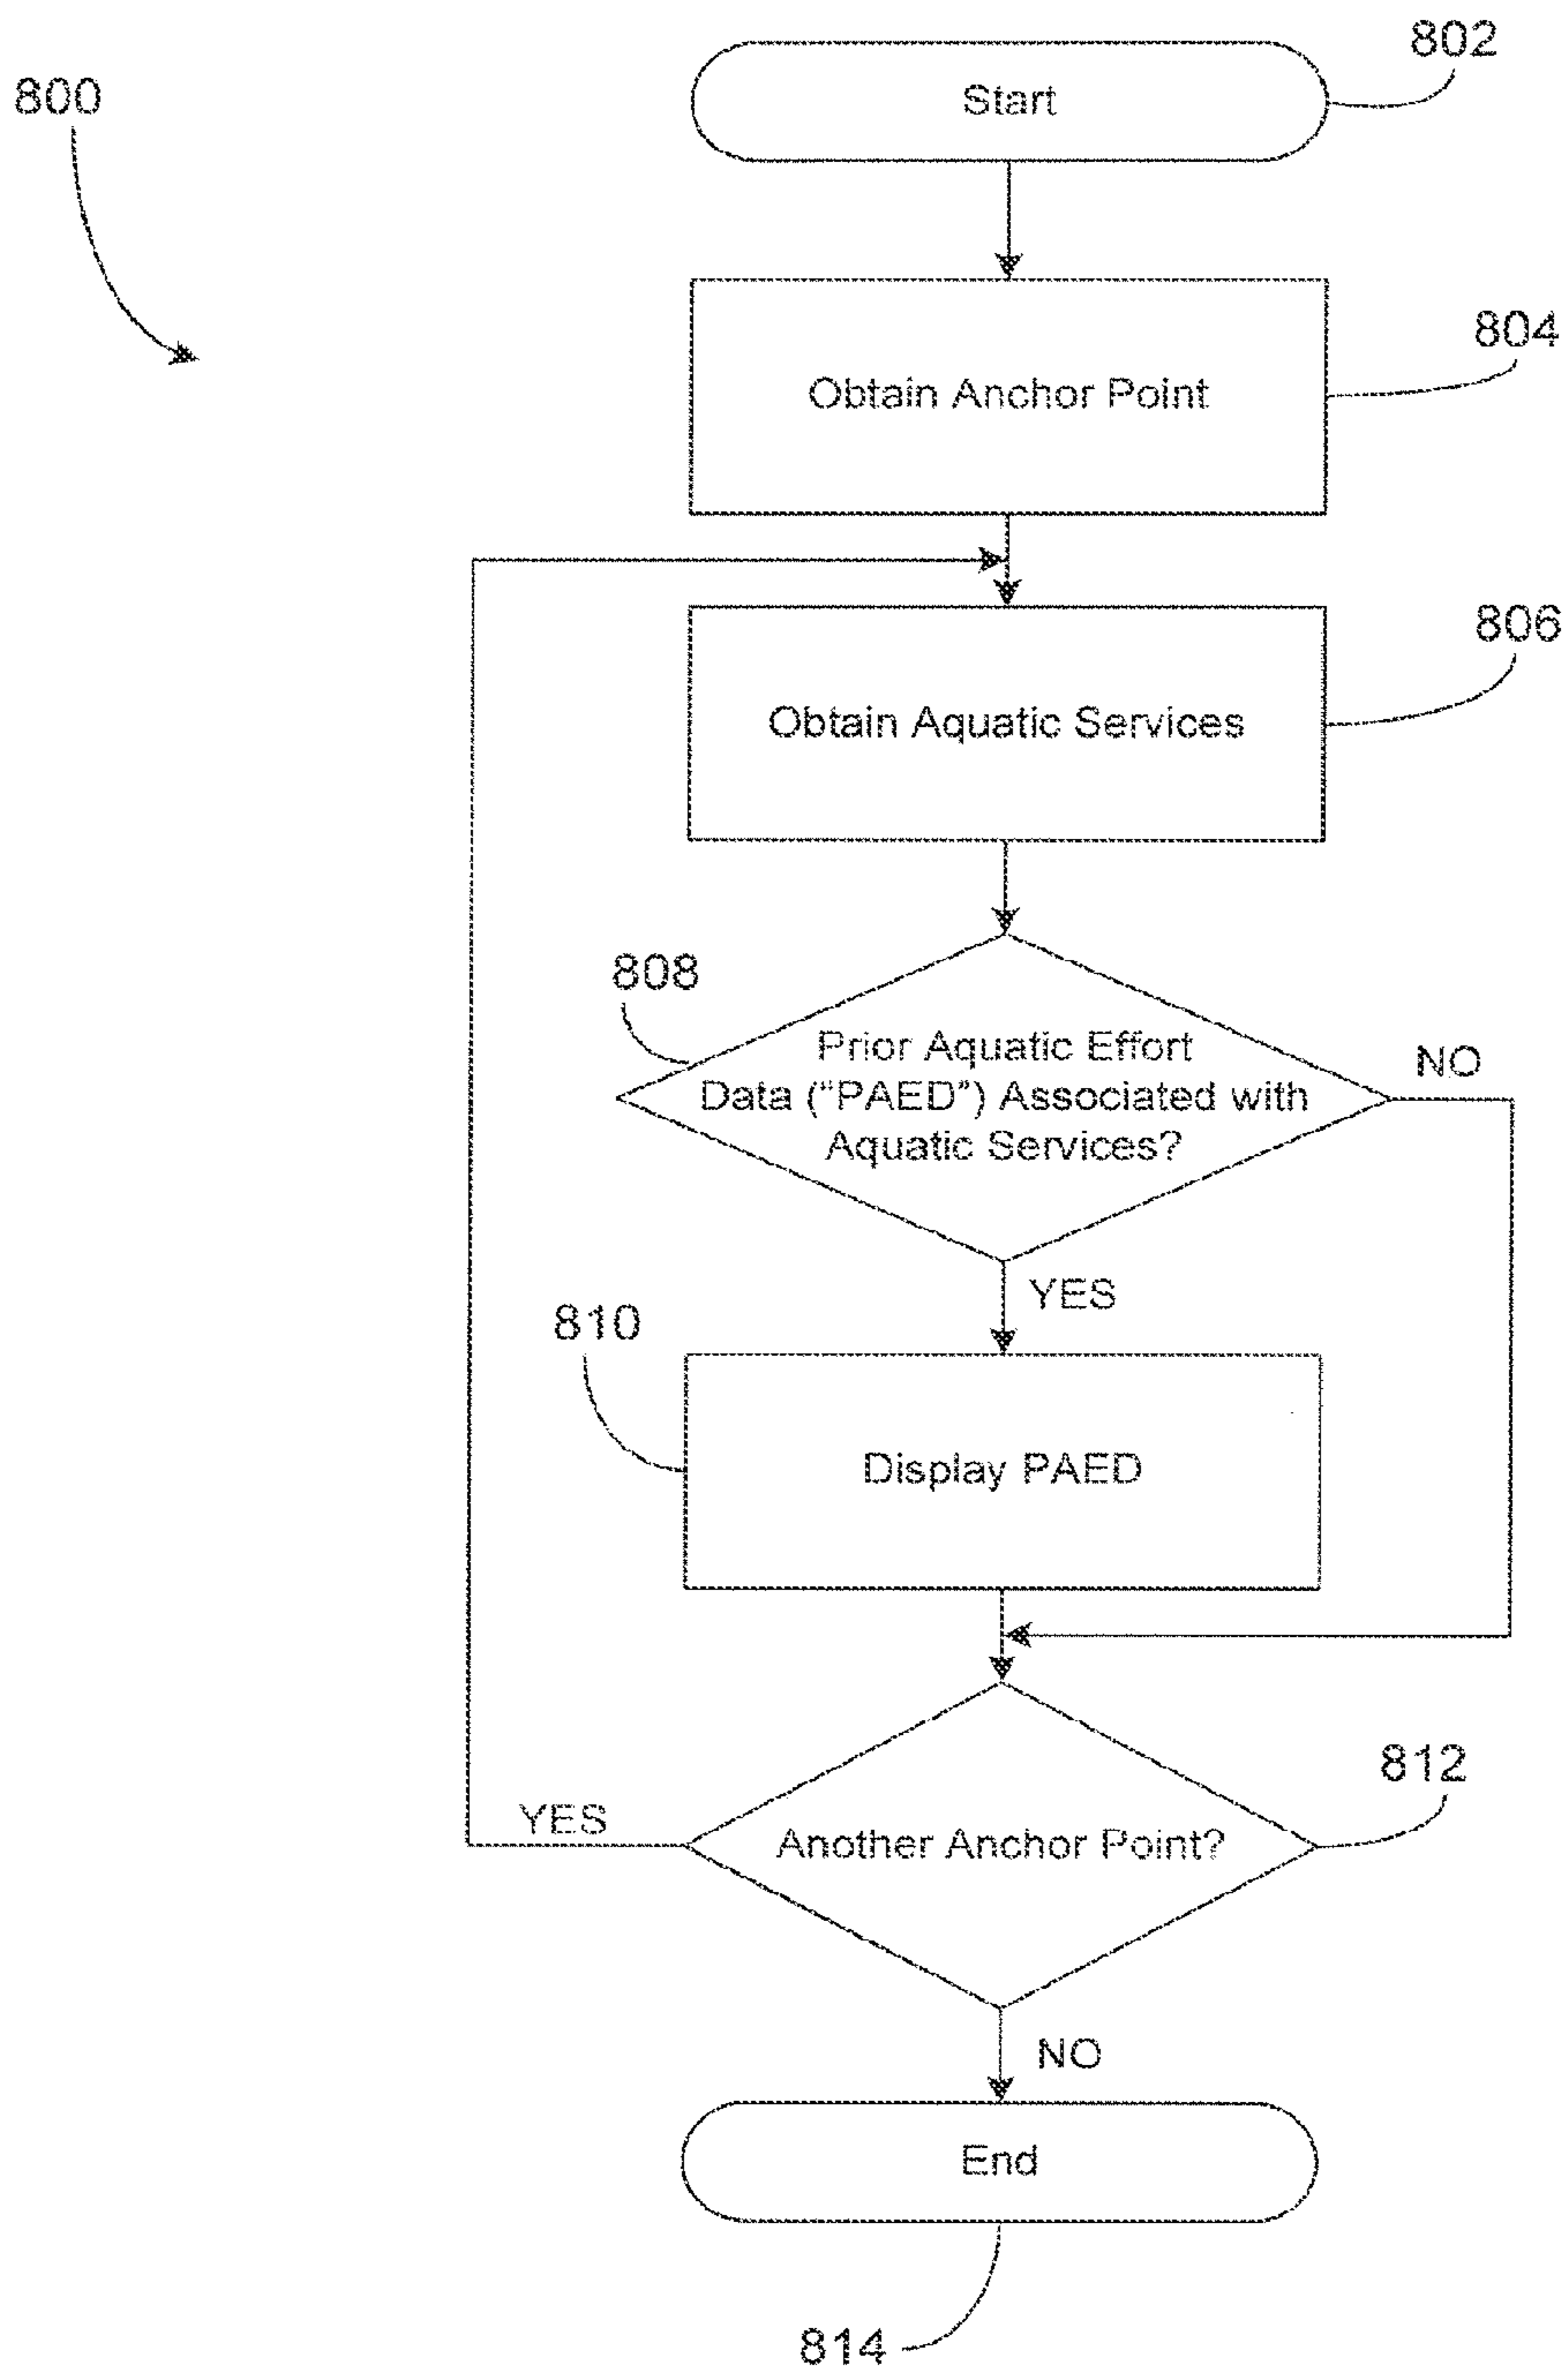 802
800
Start
804
Obtain Anchor Point
806
Obtain Aquatic Services
808
Prior Aquatic Effort
Data (“PAED”) Associated with
Aquatic Services?
NO
YES
810
Display PAED
812
YES
Another Anchor Point?
NO
End
814